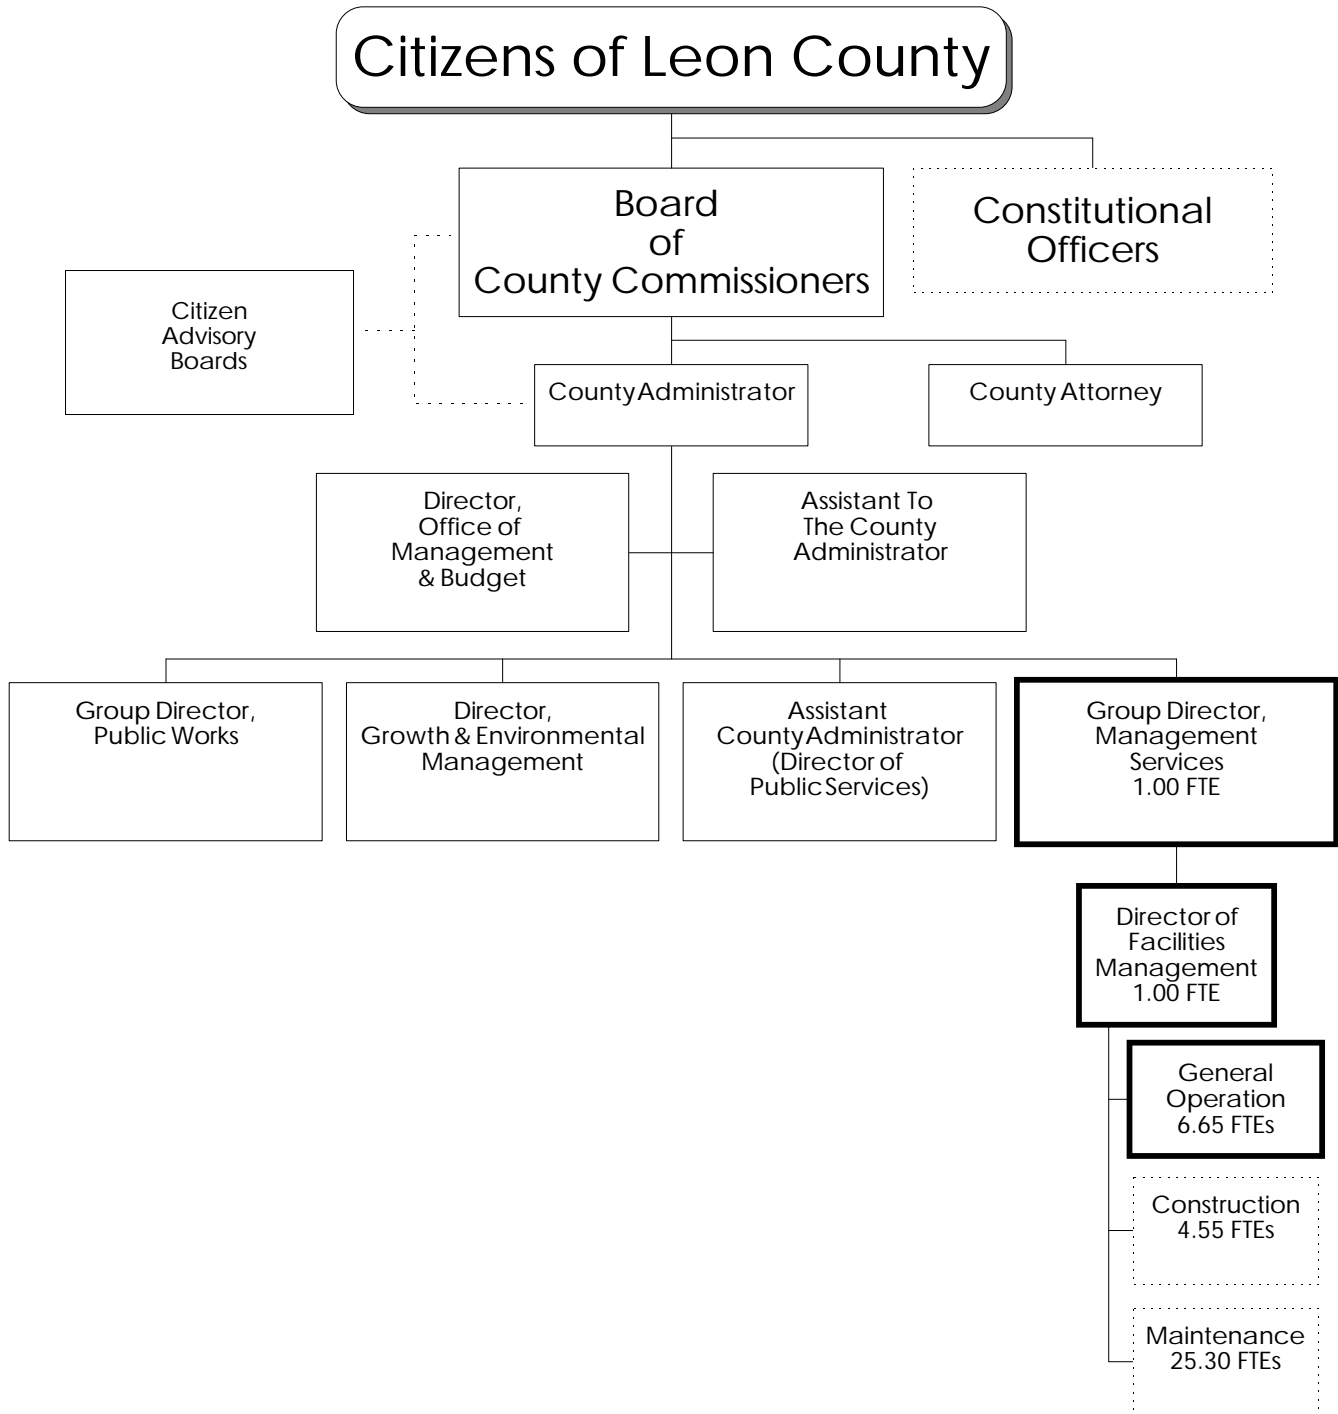 Citizens of Leon County
Board
of
County Commissioners
Constitutional
Officers
Citizen
Advisory
Boards
County Administrator
County Attorney
Director,
Office of
Management
& Budget
Assistant To
The County
Administrator
Group Director,
Public Works
Director,
Growth & Environmental
Management
Assistant
County Administrator
(Director of
Public Services)
Group Director,
Management
Services
1.00 FTE
Director of
Facilities
Management
1.00 FTE
General
Operation
6.65 FTEs
Construction
4.55 FTEs
Maintenance
25.30 FTEs